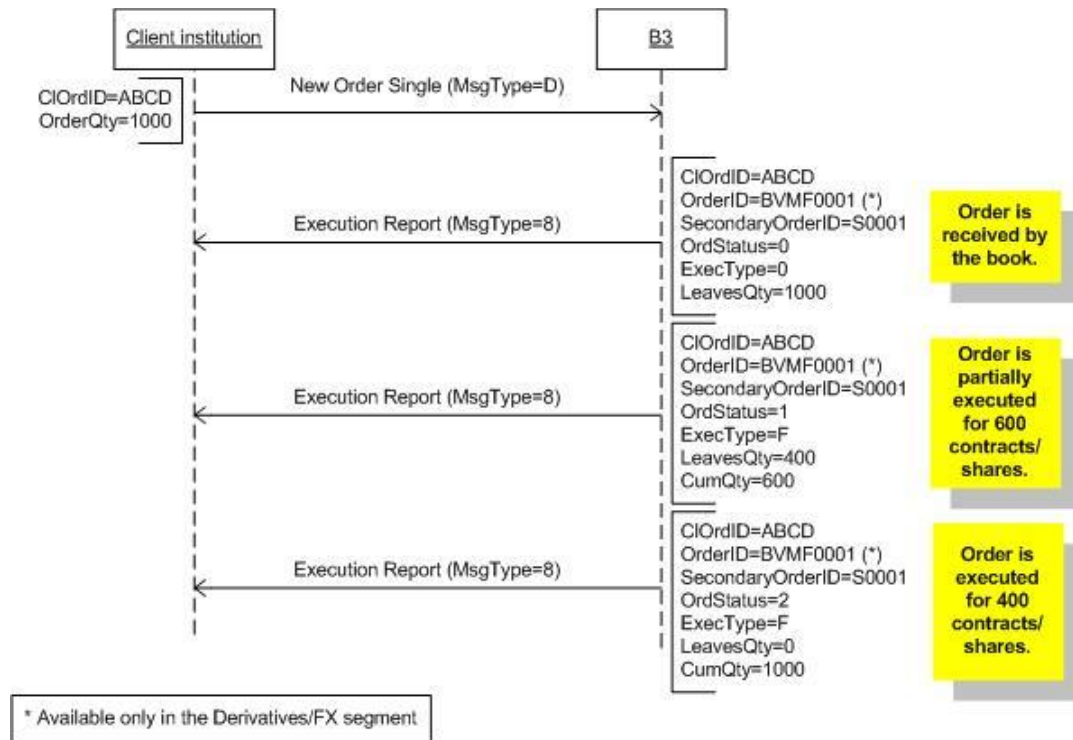 Client institution
B3
ClOrdID=ABCD
OrderQty=1000
New Order Single (MsgType=D)
Execution Report (MsgType=8)
ClOrdID=ABCD
OrderID=BVMF0001 (*)
SecondaryOrderID=S0001
OrdStatus=0
ExecType=0
LeavesQty=1000
Order is
received by
the book.
Execution Report (MsgType=8)
ClOrdID=ABCD
OrderID=BVMF0001 (*)
SecondaryOrderID=S0001
OrdStatus=1
ExecType=F
LeavesQty=400
CumQty=600
Order is
partially
executed
for 600
contracts/
shares.
Execution Report (MsgType=8)
ClOrdID=ABCD
OrderID=BVMF0001 (*)
SecondaryOrderID=S0001
OrdStatus=2
ExecType=F
LeavesQty=0
CumQty=1000
Order is
executed
for 400
contracts/
shares.
* Available only in the Derivatives/FX segment